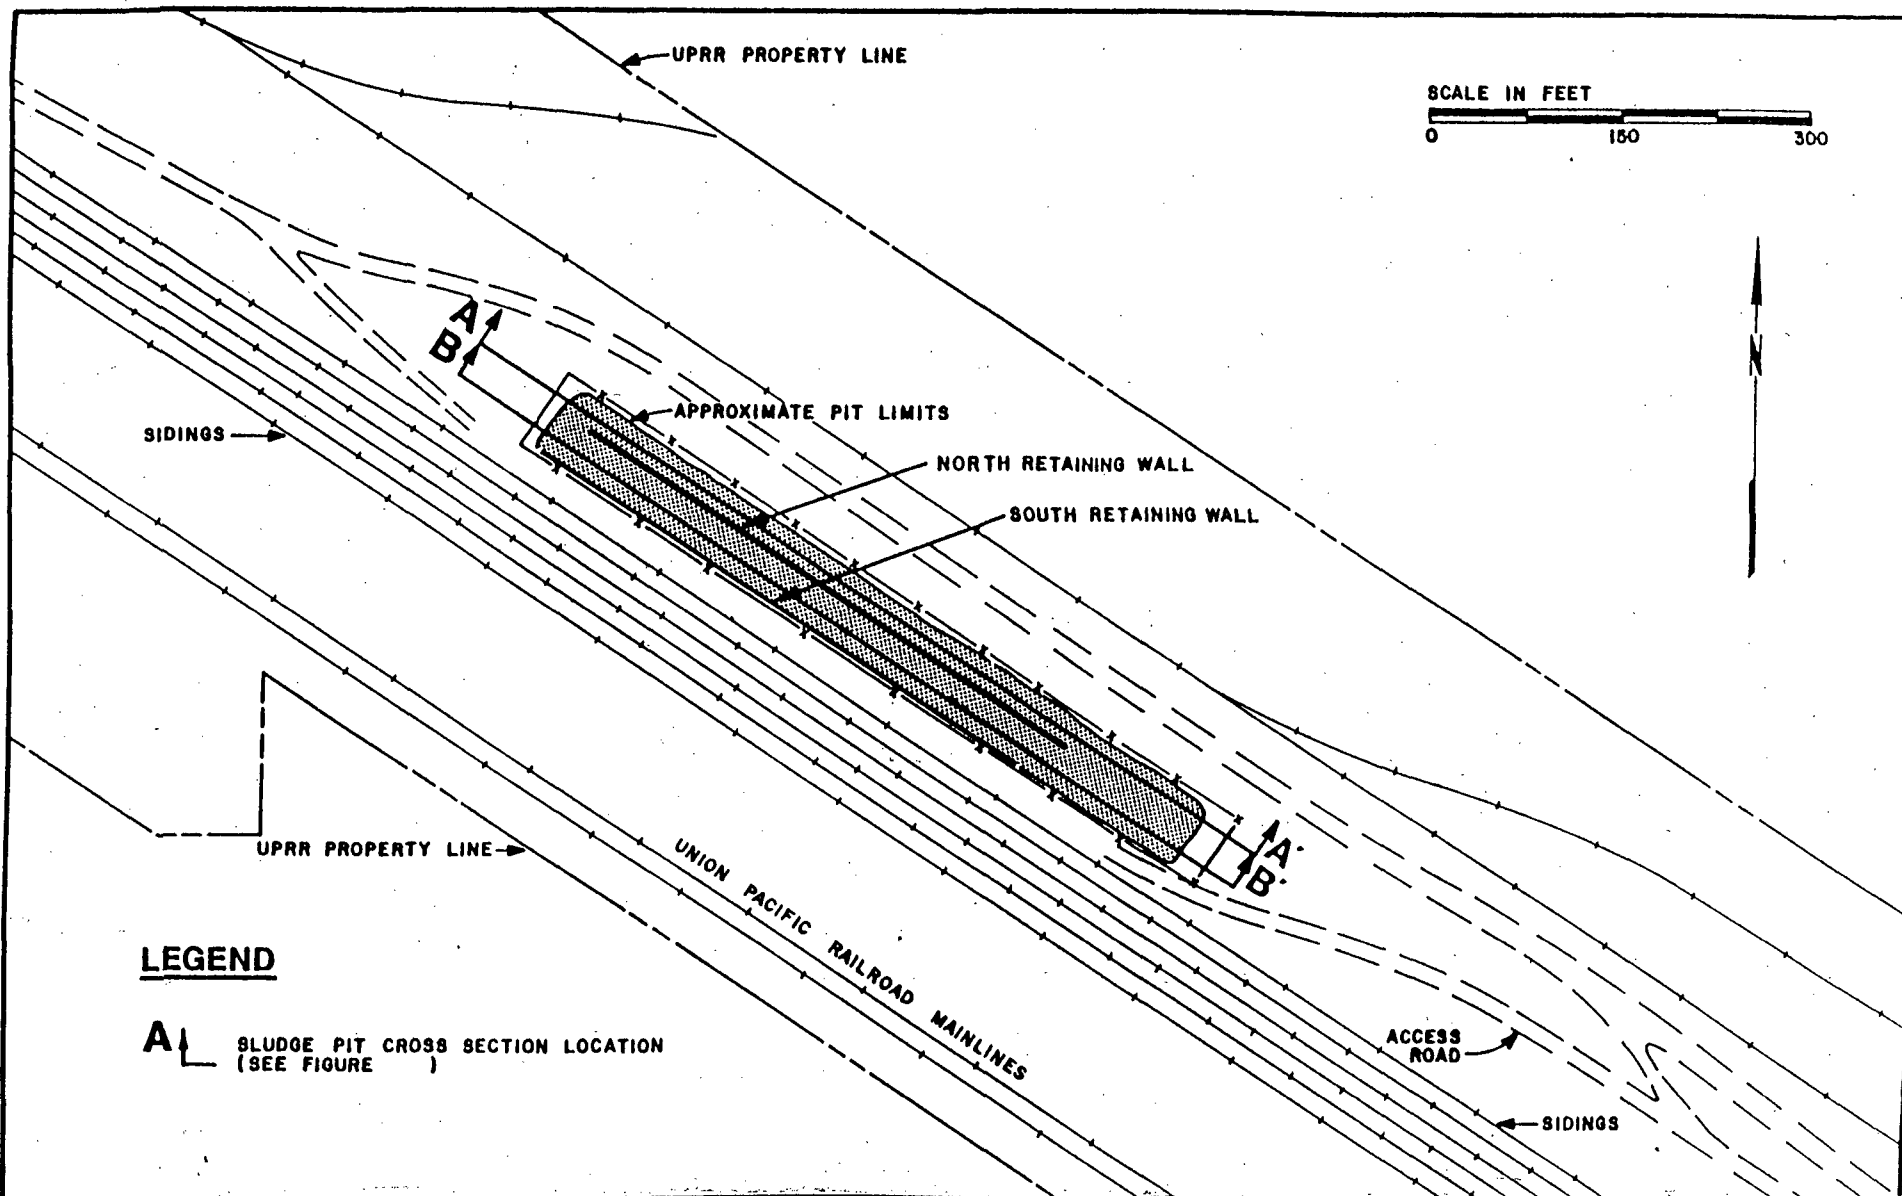 UPRR PROPERTY LINE
SCALE IN FEET
0 150 300
N
A
B
APPROXIMATE PIT LIMITS
SIDINGS
NORTH RETAINING WALL
SOUTH RETAINING WALL
A'
B'
UPRR PROPERTY LINE
UNION PACIFIC RAILROAD MAINLINES
LEGEND
A SLUDGE PIT CROSS SECTION LOCATION
(SEE FIGURE )
ACCESS
ROAD
SIDINGS